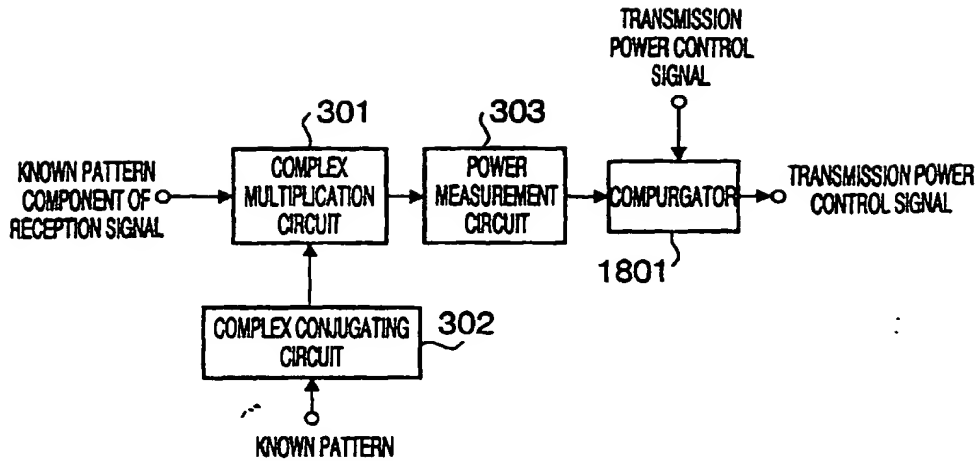 TRANSMISSION
POWER CONTROL
SIGNAL
301
303
KNOWN PATTERN
COMPONENT OF
RECEPTION SIGNAL
COMPLEX
MULTIPLICATION
CIRCUIT
POWER
MEASUREMENT
CIRCUIT
COMPURGATOR
TRANSMISSION POWER
CONTROL SIGNAL
1801
COMPLEX CONJUGATING
CIRCUIT
302
KNOWN PATTERN